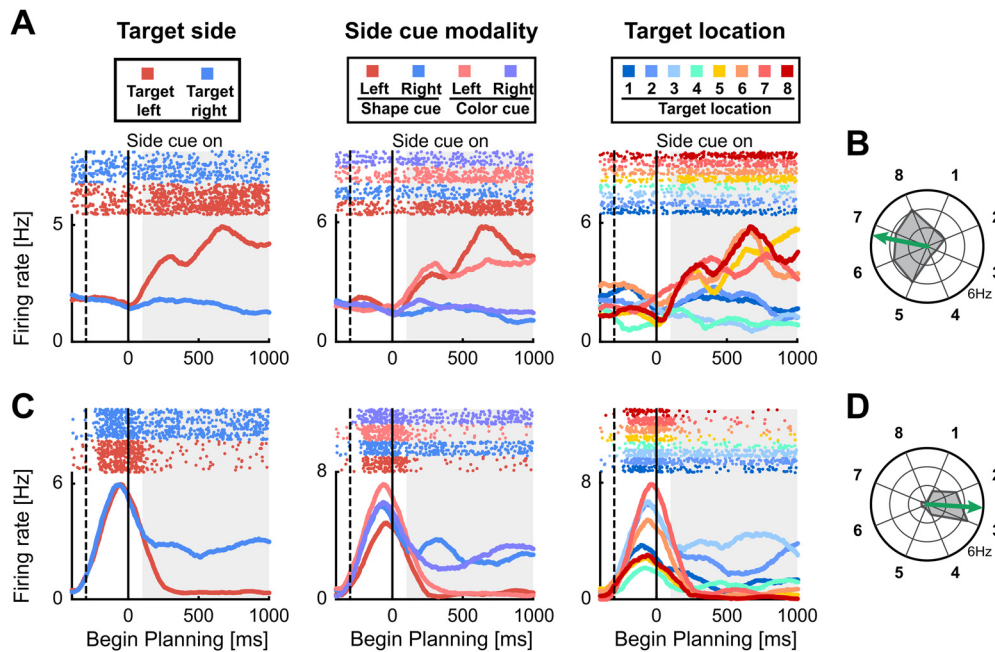 A
Target side
Side cue modality
Target location
Target left
Target right
Left Right Left Right
Shape cue Color cue
1 2 3 4 5 6 7 8
Target location
Side cue on
Side cue on
Side cue on
Firing rate [Hz]
5
1
0 500 1000
6
0
0 500 1000
6
0
0 500 1000
B
8 1
7 2
6 3
5 4
6Hz
C
Firing rate [Hz]
6
0
0 500 1000
Begin Planning [ms]
8
0
0 500 1000
Begin Planning [ms]
8
0
0 500 1000
Begin Planning [ms]
D
8 1
7 2
6 3
5 4
6Hz